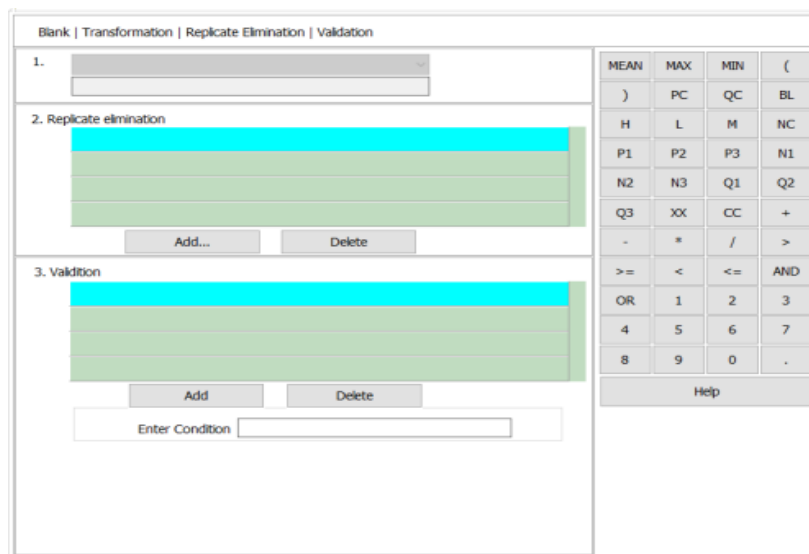 Blank | Transformation | Replicate Elimination | Validation
1.
2. Replicate elimination
Add... Delete
3. Validition
Add Delete
Enter Condition
MEAN MAX MIN (
) PC QC BL
H L M NC
P1 P2 P3 N1
N2 N3 Q1 Q2
Q3 XX CC +
- * / >
>= < <= AND
OR 1 2 3
4 5 6 7
8 9 0 .
Help